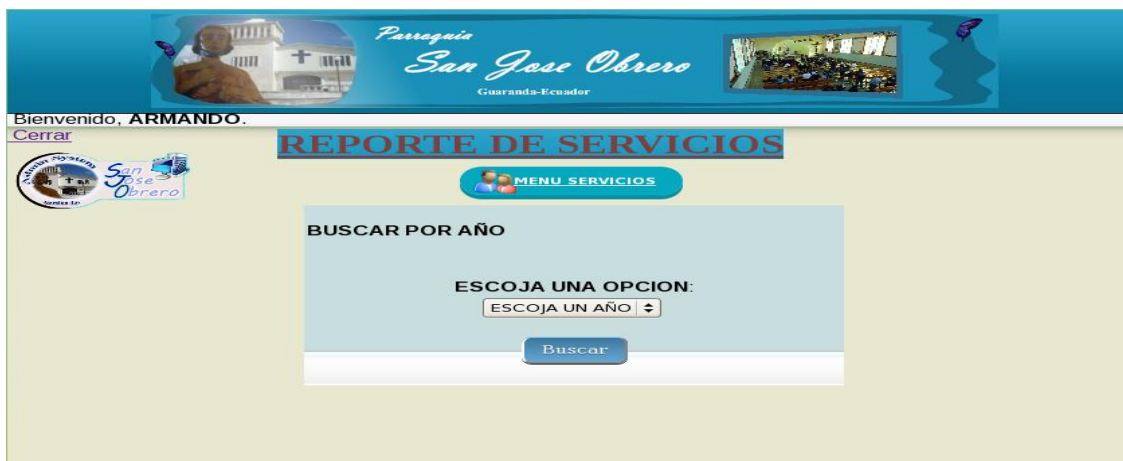 Parroquia
San Jose Obrero
Guaranda-Ecuador
Bienvenido, ARMANDO.
Cerrar
REPORTE DE SERVICIOS
San
Jose
Obrero
MENU SERVICIOS
BUSCAR POR AÑO
ESCOJA UNA OPCION:
ESCOJA UN AÑO
Buscar